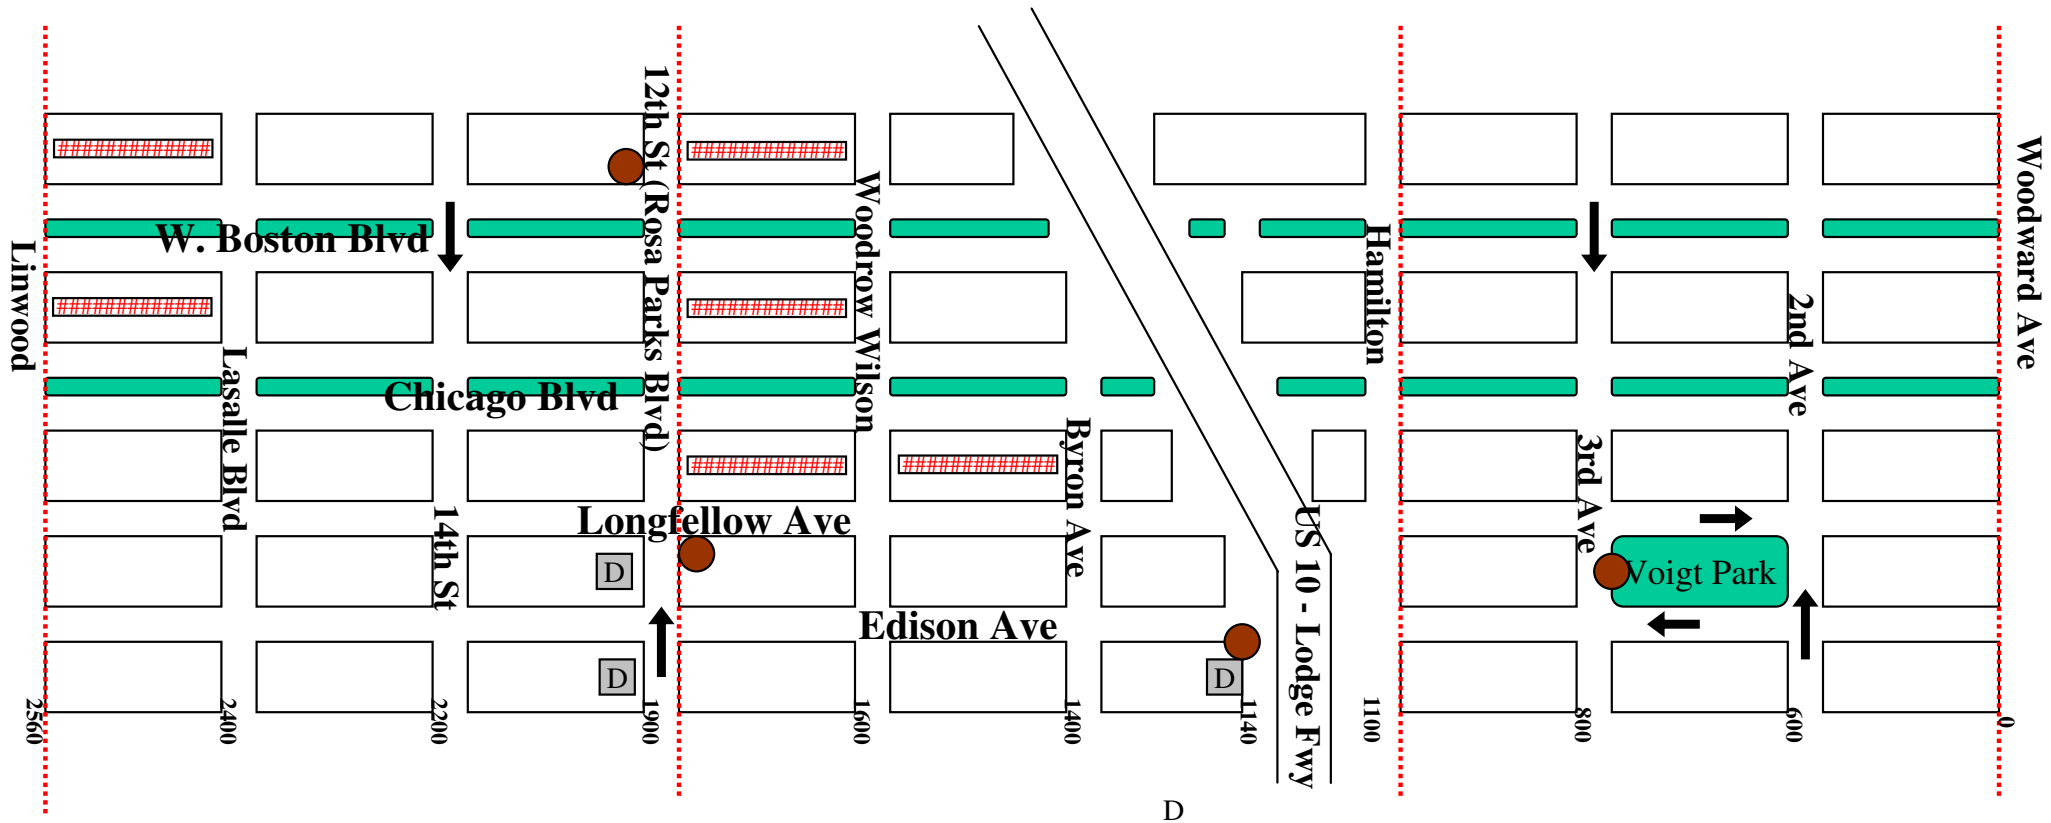 12th St (Rosa Parks Blvd)
Woodward Ave
W. Boston Blvd
Woodrow Wilson
Hamilton
Linwood
2nd Ave
Lasalle Blvd
Chicago Blvd
Byron Ave
3rd Ave
14th St
Longfellow Ave
US 10 - Lodge Fwy
D
Voigt Park
Edison Ave
D
D
2560
2400
2200
1900
1600
1400
1140
1100
800
600
0
D